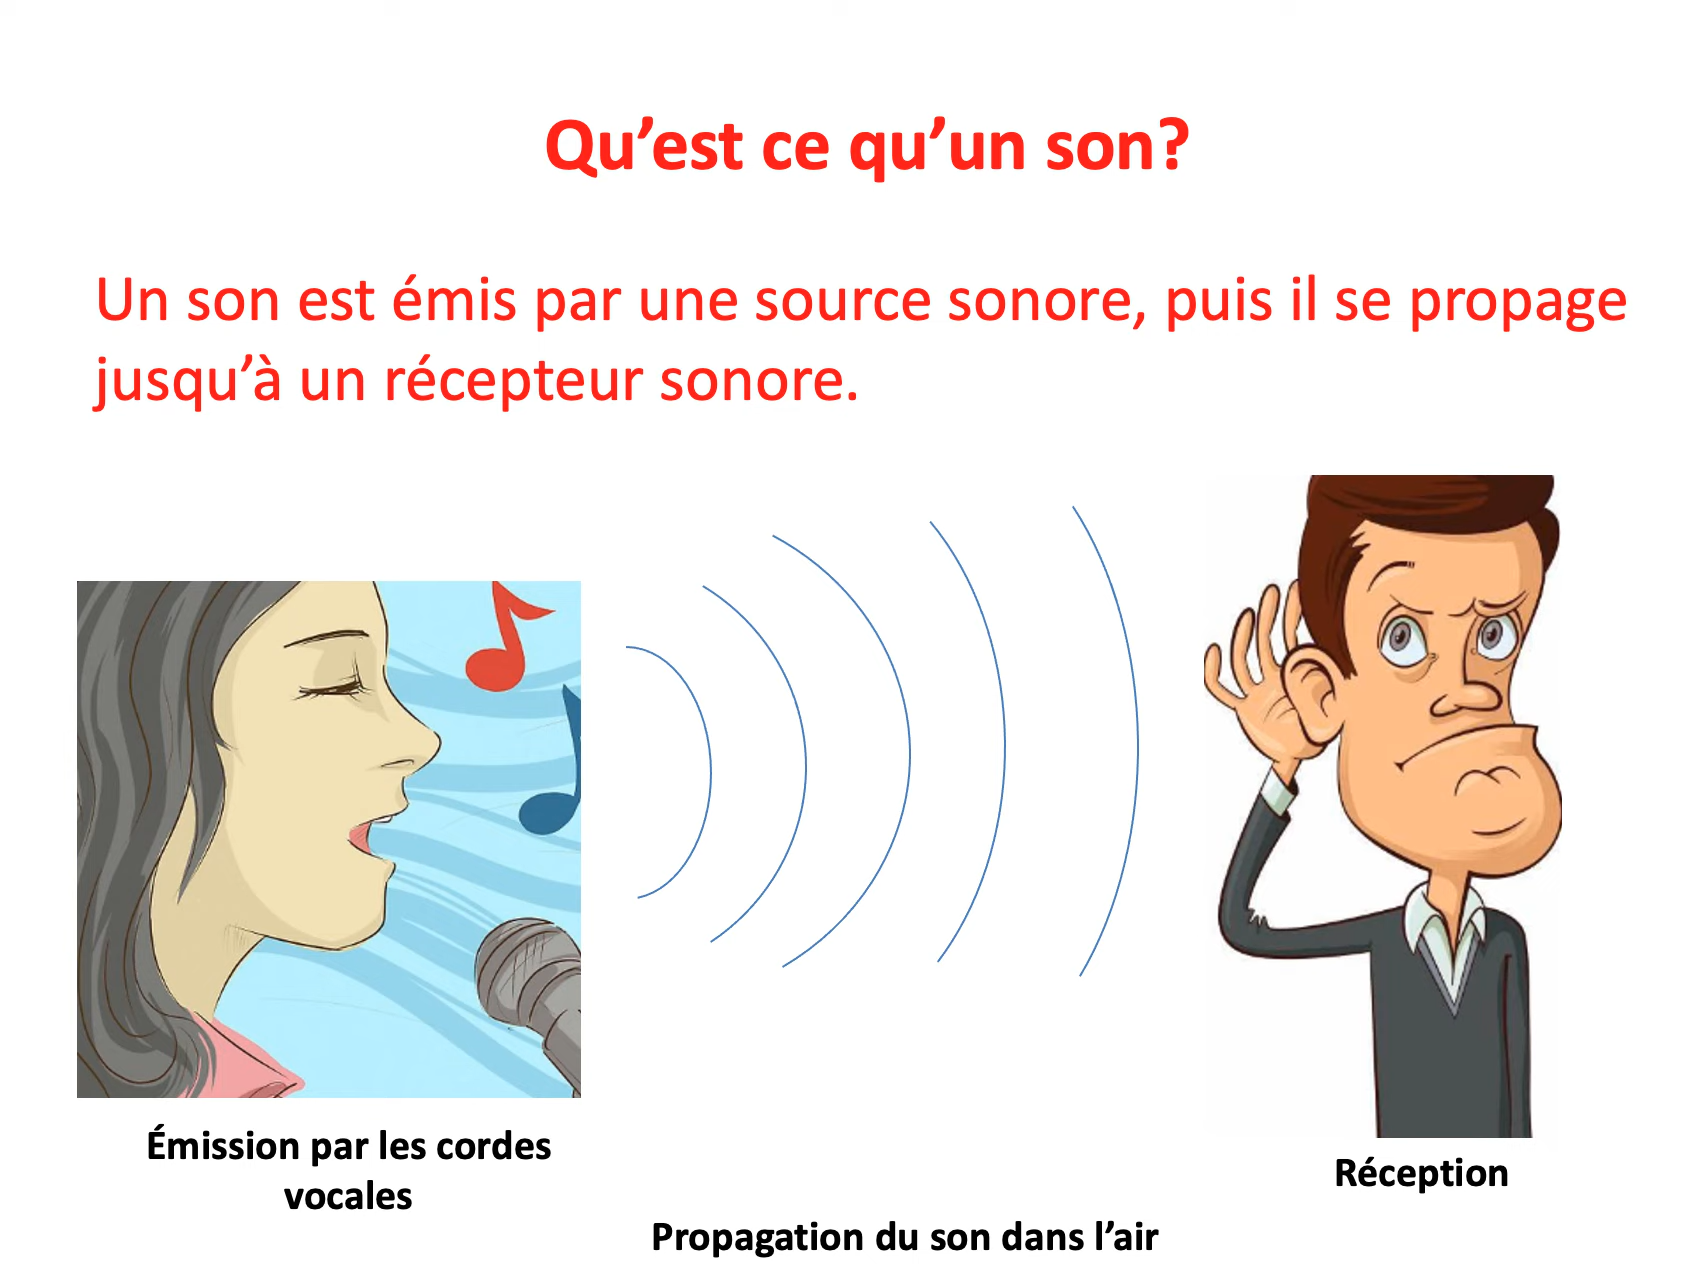 Qu’est ce qu’un son?
Un son est émis par une source sonore, puis il se propage
jusqu’à un récepteur sonore.
Émission par les cordes
vocales
Réception
Propagation du son dans l’air